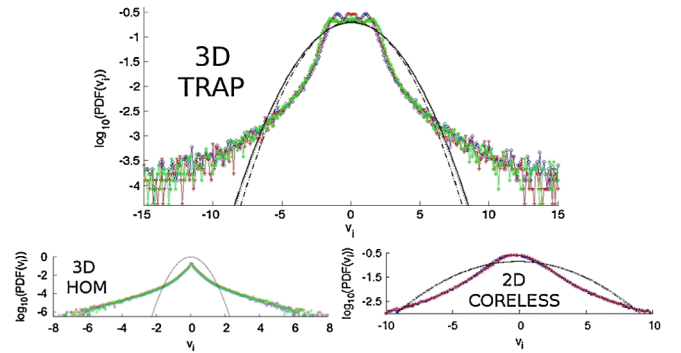 -0.5
-1
-1.5
-2
-2.5
-3
-3.5
-4
log10(PDF(vi))
3D
TRAP
-15 -10 -5 0 5 10 15
vi
0
-2
-4
-6
log10(PDF(vi))
3D
HOM
-8 -6 -4 -2 0 2 4 6 8
vi
-0.5
-1.5
-2.5
log10(PDF(vi))
2D
CORELESS
-10 -5 0 5 10
vi